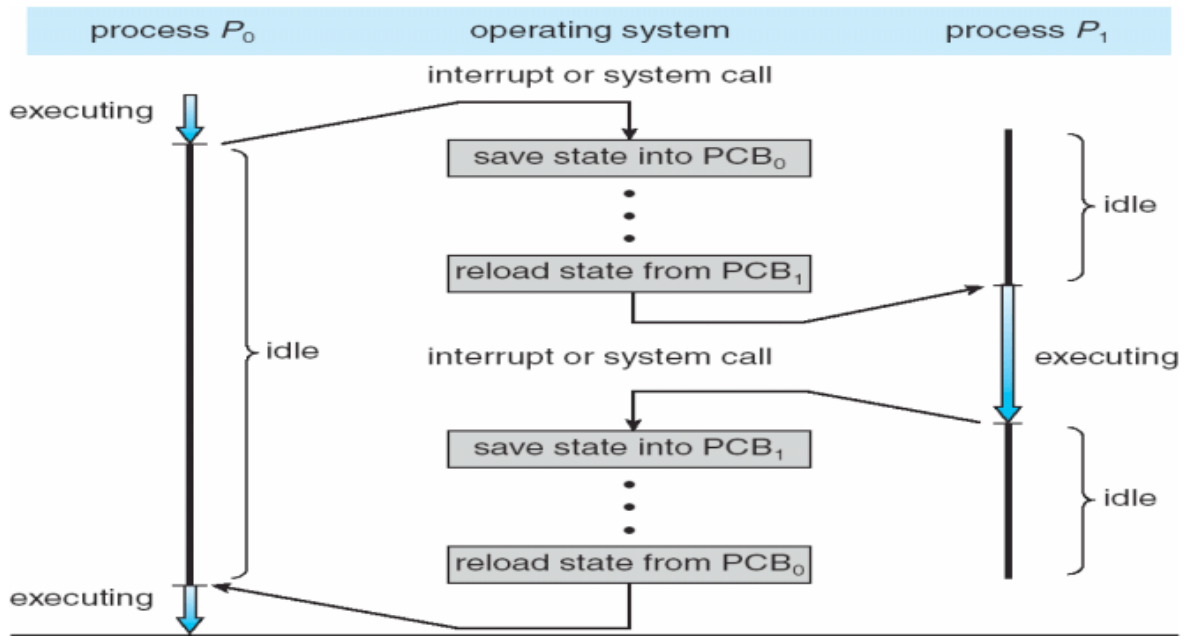 process P₀ operating system process P₁
interrupt or system call
executing
save state into PCB₀
idle
reload state from PCB₁
idle
interrupt or system call
executing
save state into PCB₁
idle
reload state from PCB₀
executing